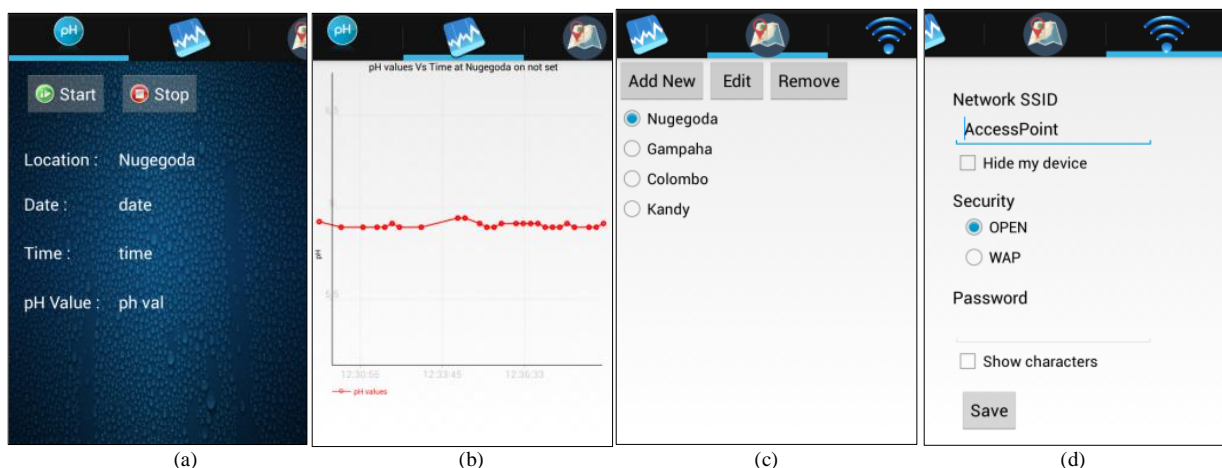 pH
Start
Stop
Location : Nugegoda
Date : date
Time : time
pH Value : ph val
(a)
pH
pH values Vs Time at Nugegoda on not set
pH
5.5
12:30:56 12:33:45 12:36:33
pH values
(b)
Add New Edit Remove
Nugegoda
Gampaha
Colombo
Kandy
(c)
Network SSID
AccessPoint
Hide my device
Security
OPEN
WAP
Password
Show characters
Save
(d)